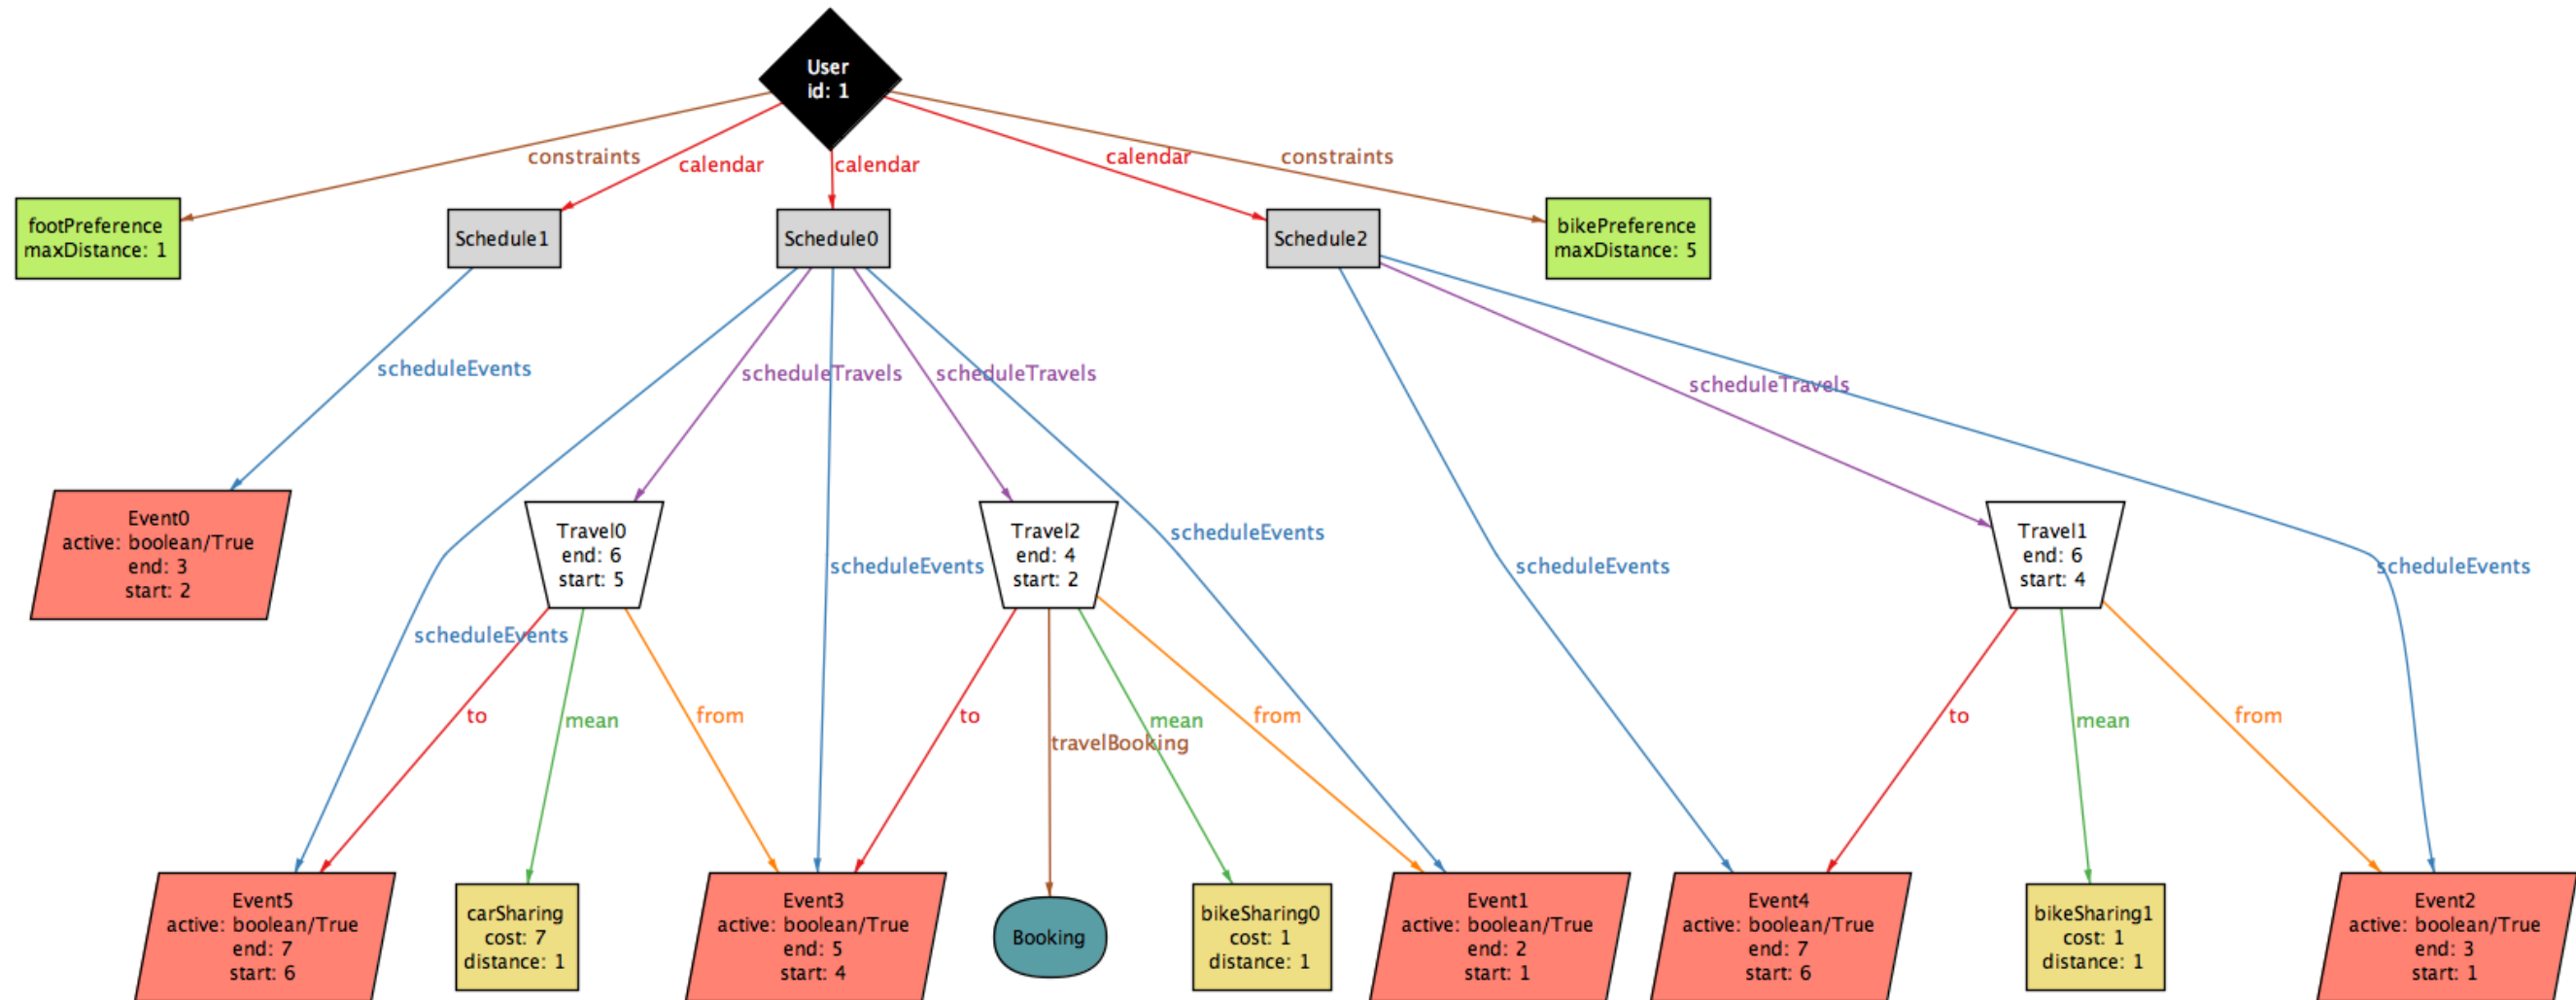 User
id: 1
constraints
calendar
calendar
calendar
constraints
footPreference
maxDistance: 1
Schedule1
Schedule0
Schedule2
bikePreference
maxDistance: 5
scheduleEvents
scheduleTravels
scheduleTravels
scheduleTravels
Event0
active: boolean/True
end: 3
start: 2
Travel0
end: 6
start: 5
Travel2
end: 4
start: 2
Travel1
end: 6
start: 4
scheduleEvents
scheduleEvents
scheduleEvents
scheduleEvents
scheduleEvents
to
mean
from
to
travelBooking
mean
from
to
mean
from
Event5
active: boolean/True
end: 7
start: 6
carSharing
cost: 7
distance: 1
Event3
active: boolean/True
end: 5
start: 4
Booking
bikeSharing0
cost: 1
distance: 1
Event1
active: boolean/True
end: 2
start: 1
Event4
active: boolean/True
end: 7
start: 6
bikeSharing1
cost: 1
distance: 1
Event2
active: boolean/True
end: 3
start: 1